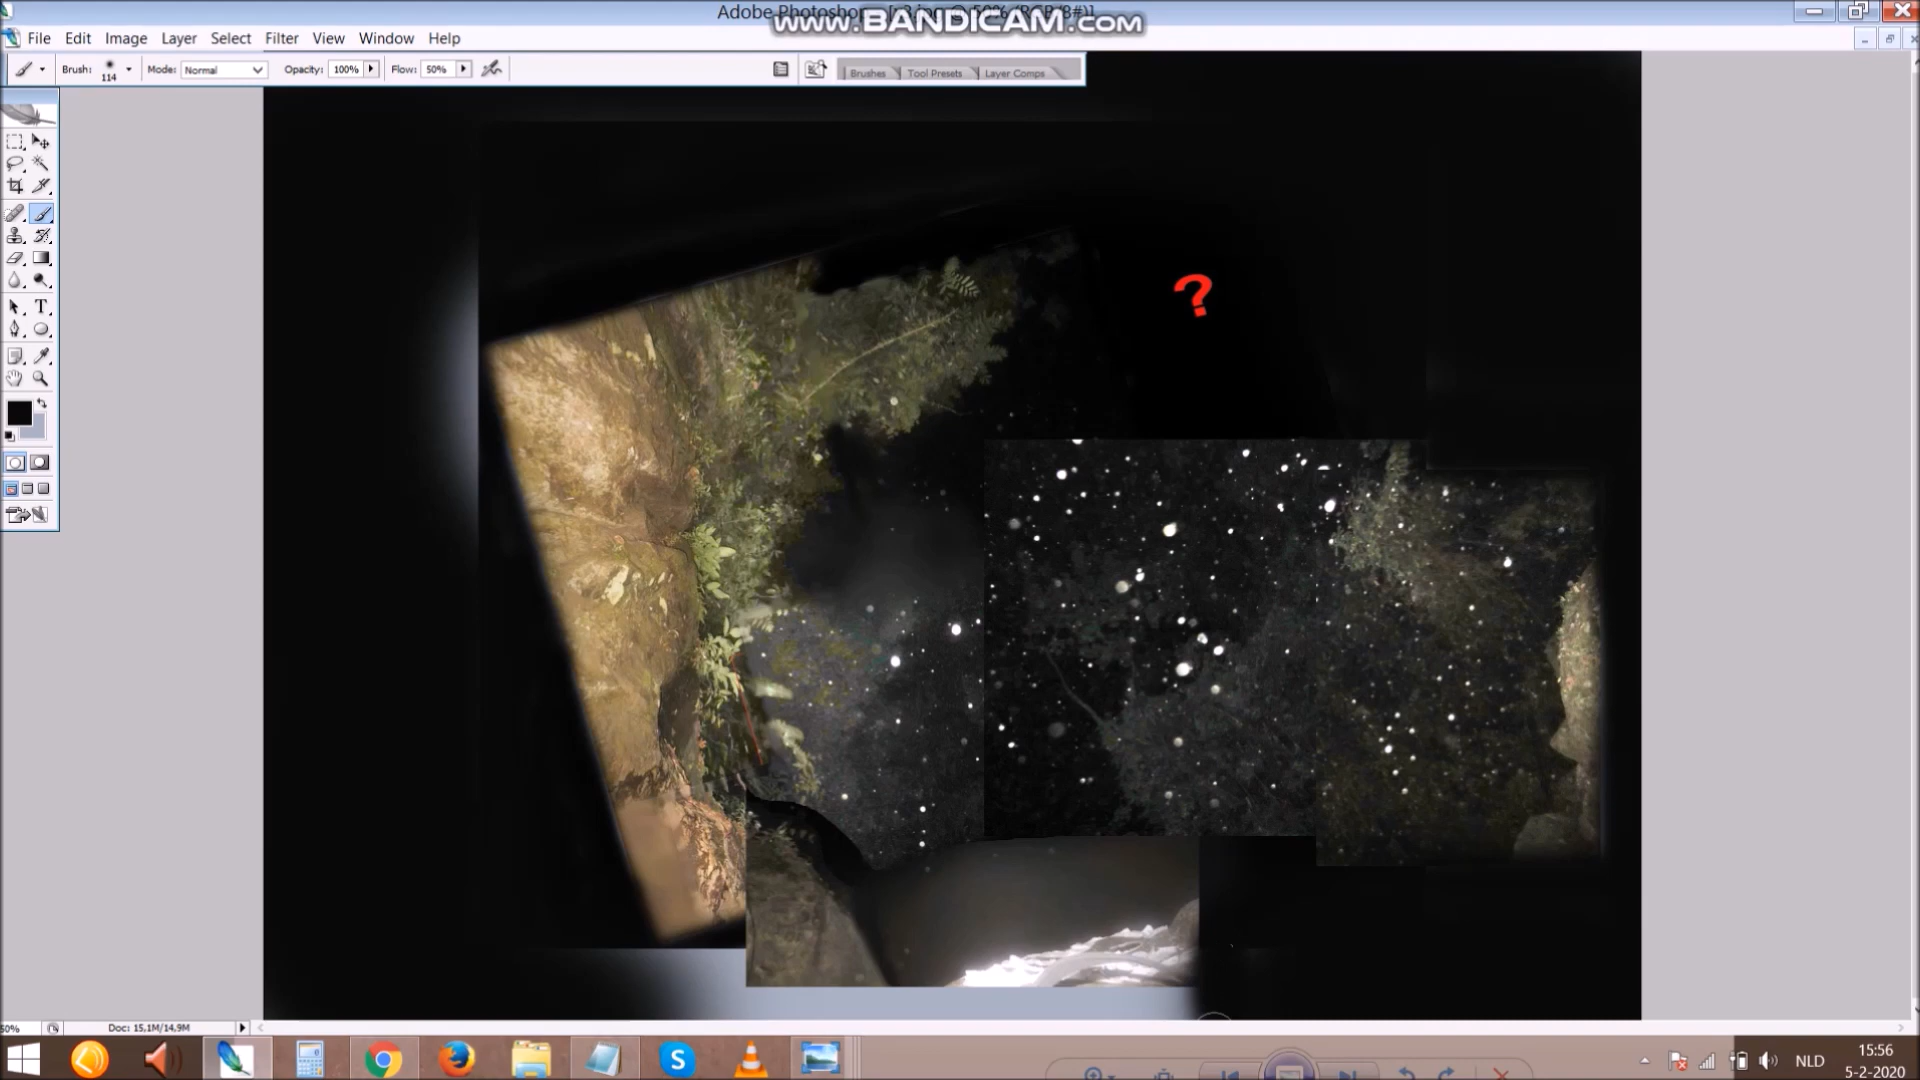 Adobe Photosho
www.BANDICAM.com
File Edit Image Layer Select Filter View Window Help
Brush: 114 Mode: Normal Opacity: 100% Flow: 50% Brushes Tool Presets Layer Comps
?
50% Doc: 15,1M/14,9M
NLD 15:56
5-2-2020